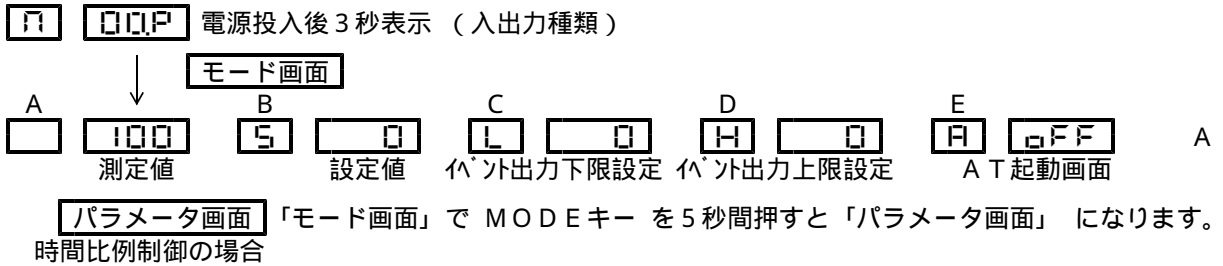 П 00.P 電源投入後3秒表示 (入出力種類)
モード画面
A B C D E
100 S 0 L 0 H 0 A oFF A
測定値 設定値 イベント出力下限設定 イベント出力上限設定 AT起動画面
パラメータ画面 「モード画面」で MODEキー を5秒間押すと「パラメータ画面」 になります。
時間比例制御の場合